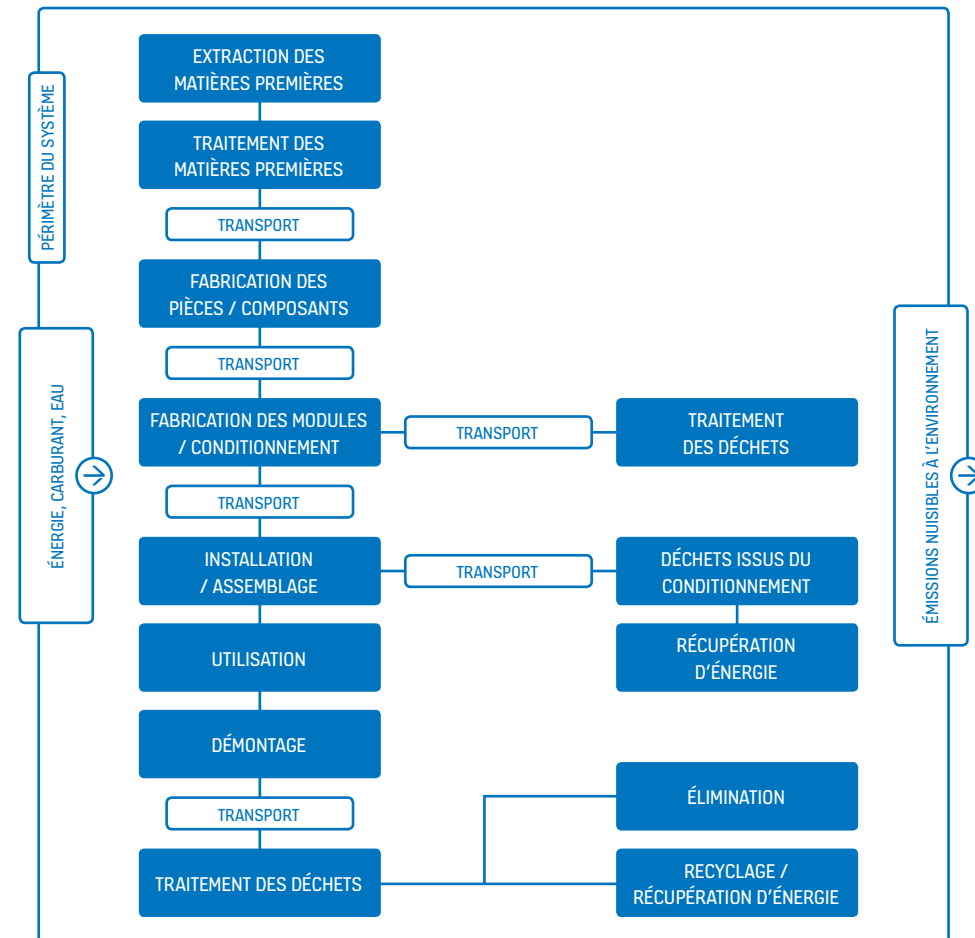 PÉRIMÈTRE DU SYSTÈME
ÉNERGIE, CARBURANT, EAU
EXTRACTION DES
MATIÈRES PREMIÈRES
TRAITEMENT DES
MATIÈRES PREMIÈRES
TRANSPORT
FABRICATION DES
PIÈCES / COMPOSANTS
TRANSPORT
FABRICATION DES MODULES
/ CONDITIONNEMENT
TRANSPORT
TRAITEMENT
DES DÉCHETS
TRANSPORT
INSTALLATION
/ ASSEMBLAGE
TRANSPORT
DÉCHETS ISSUS DU
CONDITIONNEMENT
UTILISATION
RÉCUPÉRATION
D'ÉNERGIE
DÉMONTAGE
TRANSPORT
ÉLIMINATION
TRAITEMENT DES DÉCHETS
RECYCLAGE /
RÉCUPÉRATION D'ÉNERGIE
ÉMISSIONS NUISIBLES À L'ENVIRONNEMENT